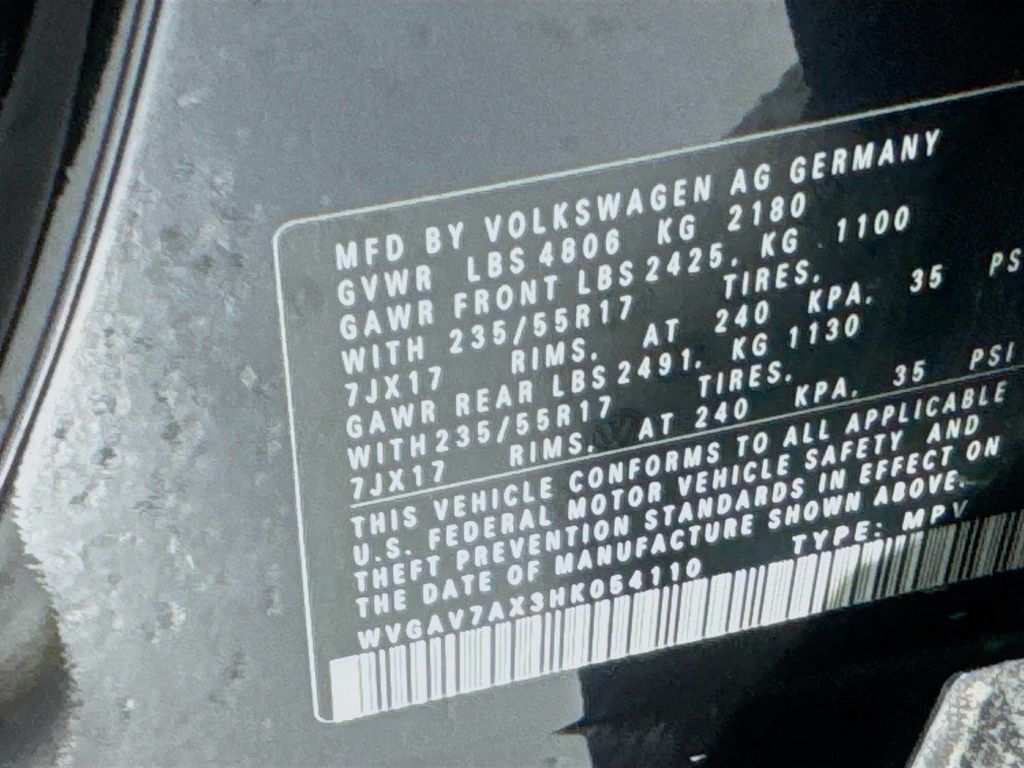 MFD BY VOLKSWAGEN AG GERMANY
GVWR LBS 4806 KG 2180
GAWR FRONT LBS 2425. KG 1100
WITH 235/55R17 TIRES.
7JX17 RIMS. AT 240 KPA. 35 PSI
GAWR REAR LBS 2491. KG 1130
WITH 235/55R17 TIRES.
7JX17 RIMS. AT 240 KPA. 35 PSI
THIS VEHICLE CONFORMS TO ALL APPLICABLE
U.S. FEDERAL MOTOR VEHICLE SAFETY AND
THEFT PREVENTION STANDARDS IN EFFECT ON
THE DATE OF MANUFACTURE SHOWN ABOVE.
WVGAV7AX3HK054110 TYPE: MPV